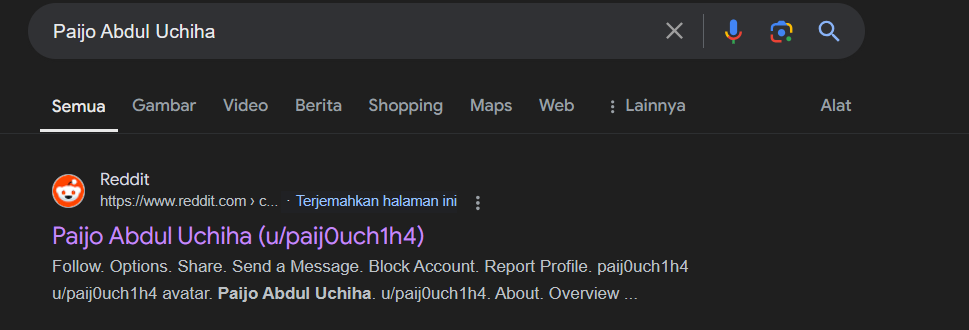 Paijo Abdul Uchiha
Semua Gambar Video Berita Shopping Maps Web Lainnya Alat
Reddit
https://www.reddit.com › c... · Terjemahkan halaman ini
Paijo Abdul Uchiha (u/paij0uch1h4)
Follow. Options. Share. Send a Message. Block Account. Report Profile. paij0uch1h4
u/paij0uch1h4 avatar. Paijo Abdul Uchiha. u/paij0uch1h4. About. Overview ...